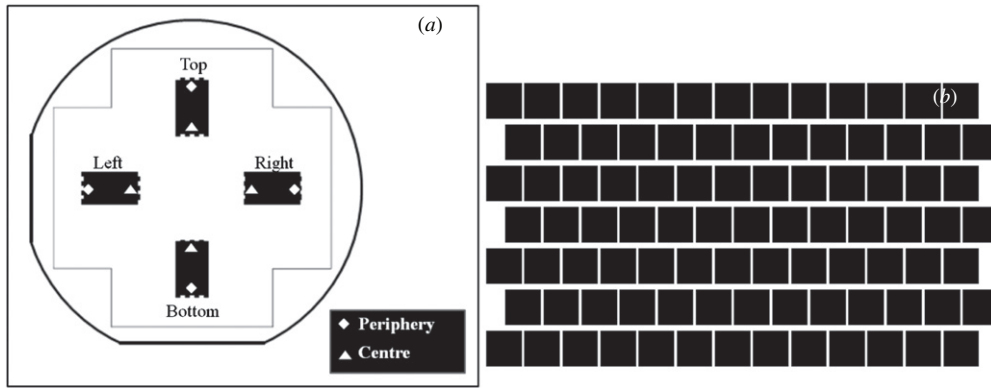 (a)
Top
Left
Right
Bottom
Periphery
Centre
(b)